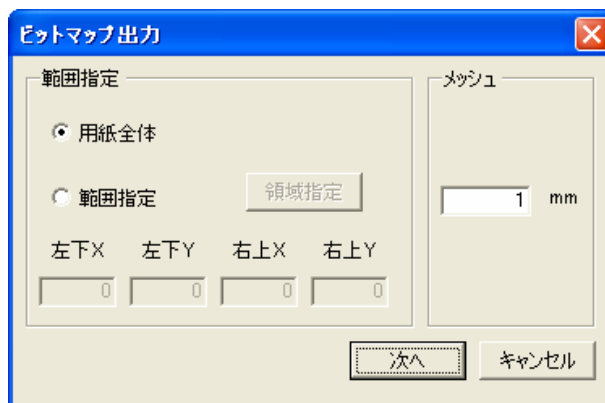 ビットマップ出力
範囲指定
用紙全体
範囲指定
領域指定
左下X 左下Y 右上X 右上Y
0 0 0 0
メッシュ
1 mm
次へ キャンセル